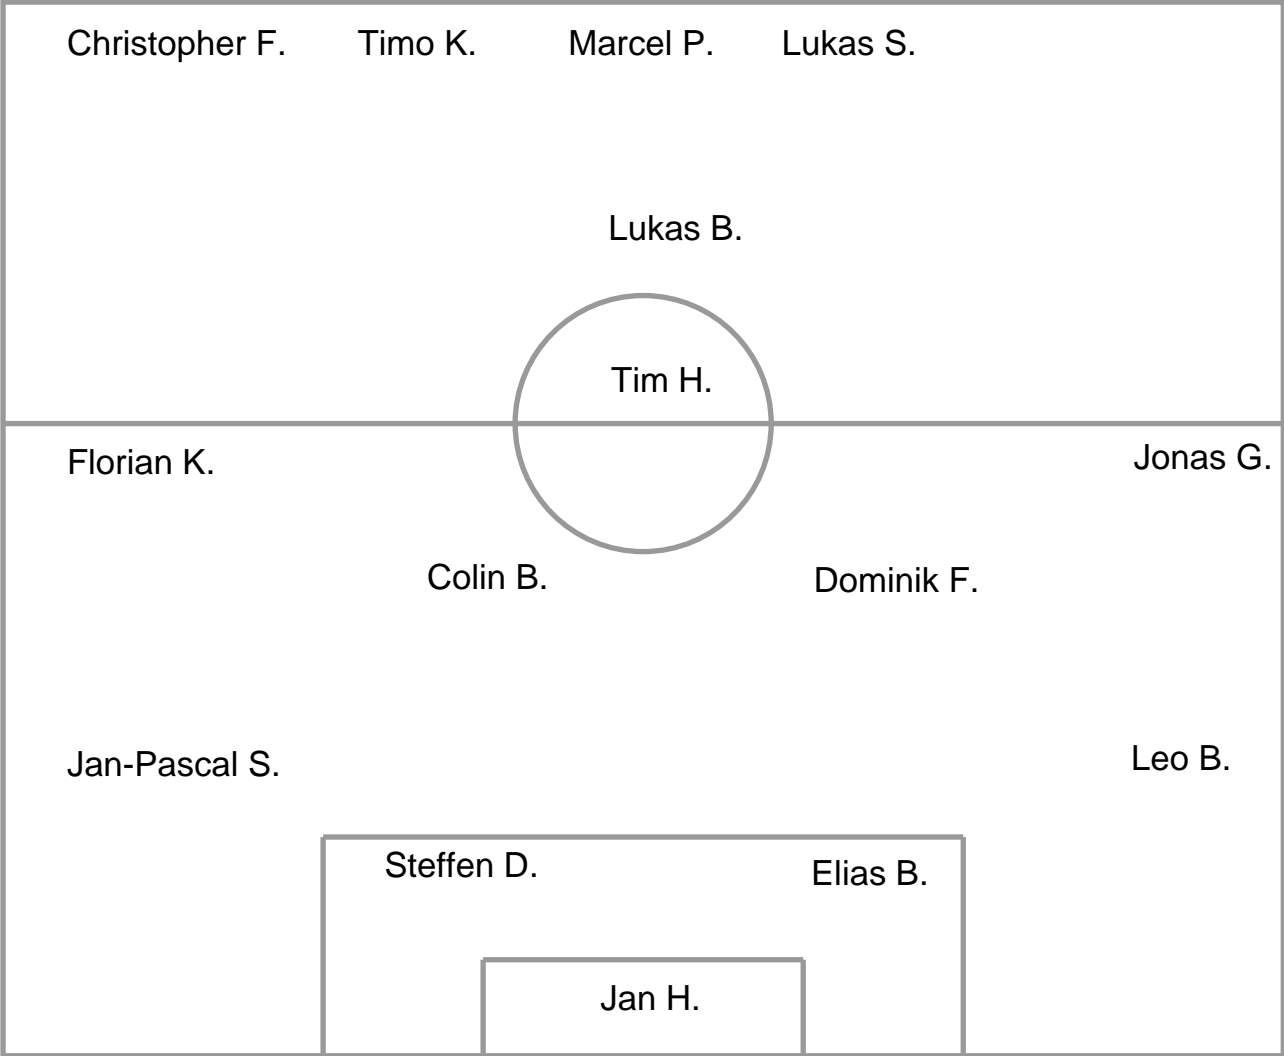 Christopher F. Timo K. Marcel P. Lukas S.
Lukas B.
Tim H.
Florian K. Jonas G.
Colin B. Dominik F.
Jan-Pascal S. Leo B.
Steffen D. Elias B.
Jan H.